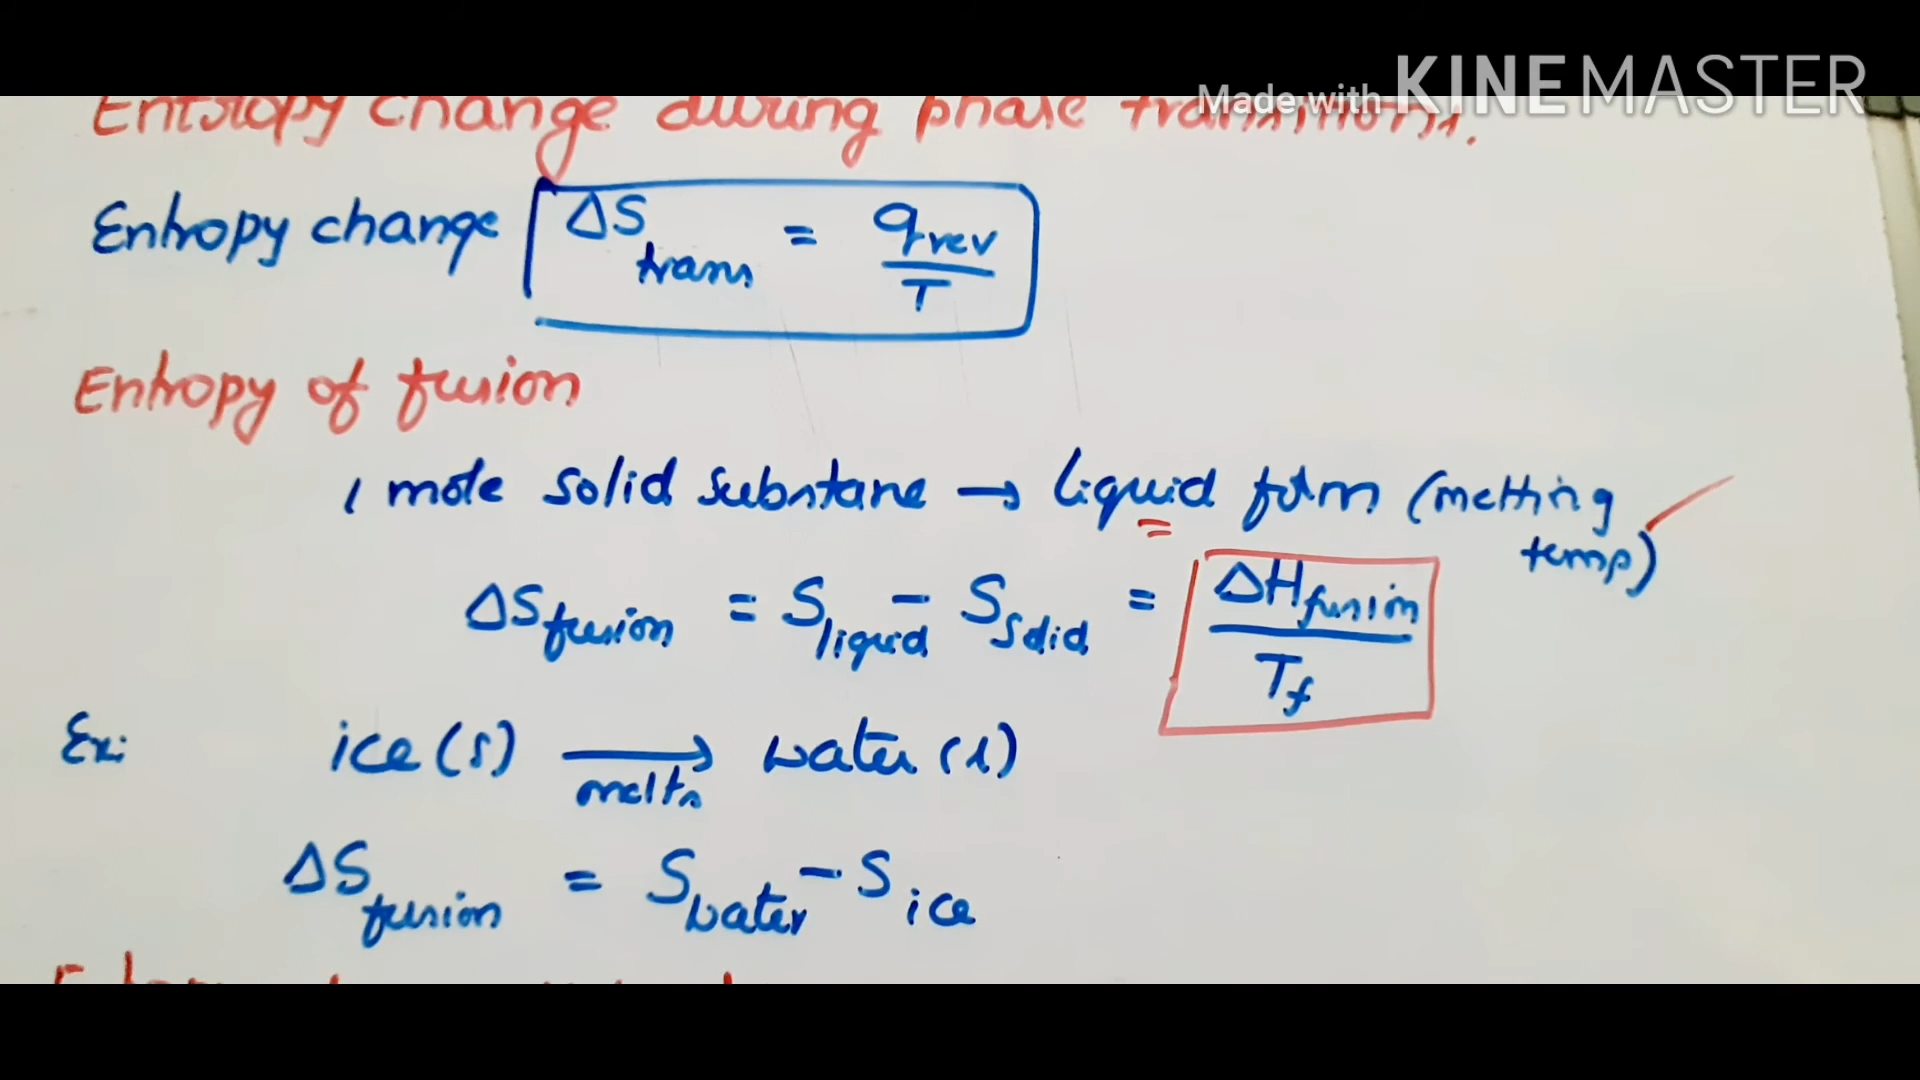 Made with KINEMASTER
Entropy change during phase transitions.
Entropy change ΔS trans = qrev / T
Entropy of fusion
1 mole solid substane → liquid form (melting temp)
ΔS fusion = S liquid - S solid = ΔH fusion / Tf
Ex: ice (s) → melts water (l)
ΔS fusion = S water - S ice